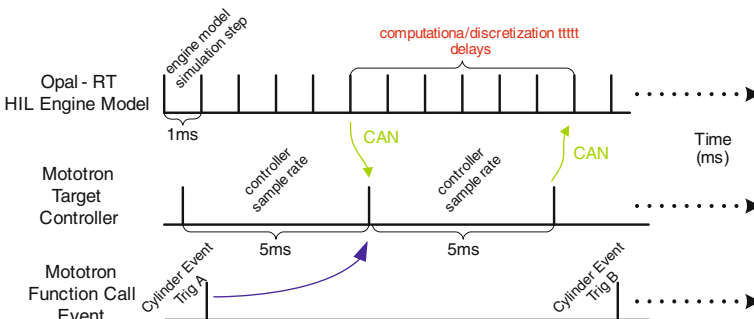 engine model
simulation step
computationa/discretization ttttt
delays
Opal - RT
HIL Engine Model
1ms
CAN
CAN
Time
(ms)
Mototron
Target
Controller
controller
sample rate
controller
sample rate
5ms
5ms
Mototron
Function Call
Event
Cylinder Event
Trig A
Cylinder Event
Trig B